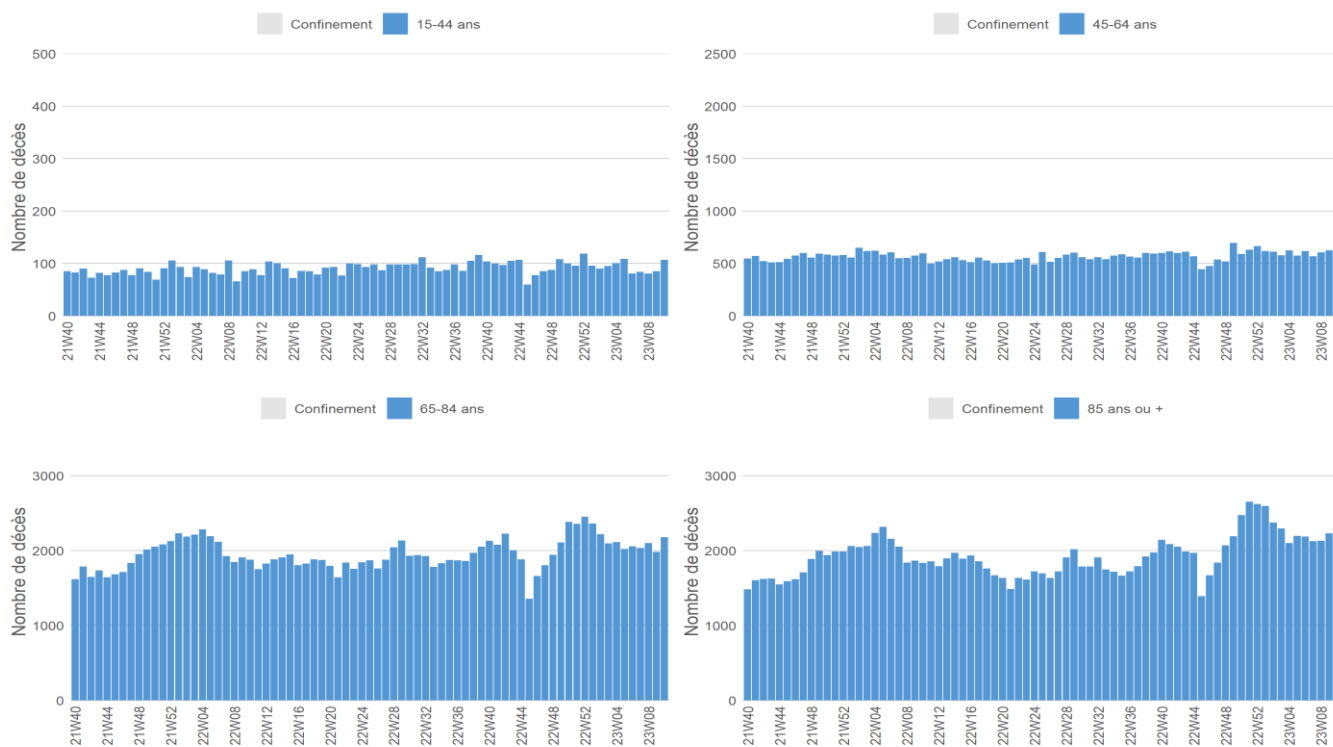 Confinement 15-44 ans
Nombre de décès
500
400
300
200
100
0
21W40 21W44 21W48 21W52 22W04 22W08 22W12 22W16 22W20 22W24 22W28 22W32 22W36 22W40 22W44 22W48 22W52 23W04 23W08
Confinement 45-64 ans
Nombre de décès
2500
2000
1500
1000
500
0
21W40 21W44 21W48 21W52 22W04 22W08 22W12 22W16 22W20 22W24 22W28 22W32 22W36 22W40 22W44 22W48 22W52 23W04 23W08
Confinement 65-84 ans
Nombre de décès
3000
2000
1000
0
21W40 21W44 21W48 21W52 22W04 22W08 22W12 22W16 22W20 22W24 22W28 22W32 22W36 22W40 22W44 22W48 22W52 23W04 23W08
Confinement 85 ans ou +
Nombre de décès
3000
2000
1000
0
21W40 21W44 21W48 21W52 22W04 22W08 22W12 22W16 22W20 22W24 22W28 22W32 22W36 22W40 22W44 22W48 22W52 23W04 23W08